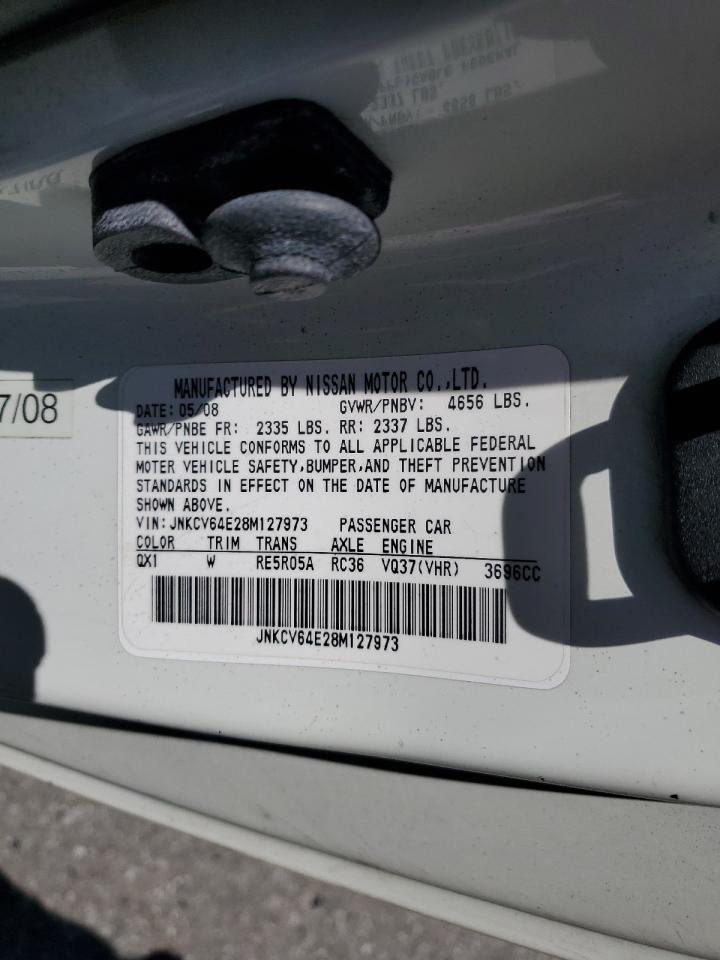 7/08
MANUFACTURED BY NISSAN MOTOR CO.,LTD.
DATE: 05/08 GVWR/PNBV: 4656 LBS.
GAWR/PNBE FR: 2335 LBS. RR: 2337 LBS.
THIS VEHICLE CONFORMS TO ALL APPLICABLE FEDERAL
MOTER VEHICLE SAFETY,BUMPER,AND THEFT PREVENTION
STANDARDS IN EFFECT ON THE DATE OF MANUFACTURE
SHOWN ABOVE.
VIN: JNKCV64E28M127973 PASSENGER CAR
COLOR TRIM TRANS AXLE ENGINE
QX1 W RE5R05A RC36 VQ37(VHR) 3696CC
JNKCV64E28M127973